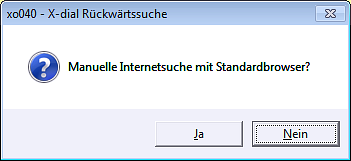 xo040 - X-dial Rückwärtssuche
Manuelle Internetsuche mit Standardbrowser?
Ja
Nein